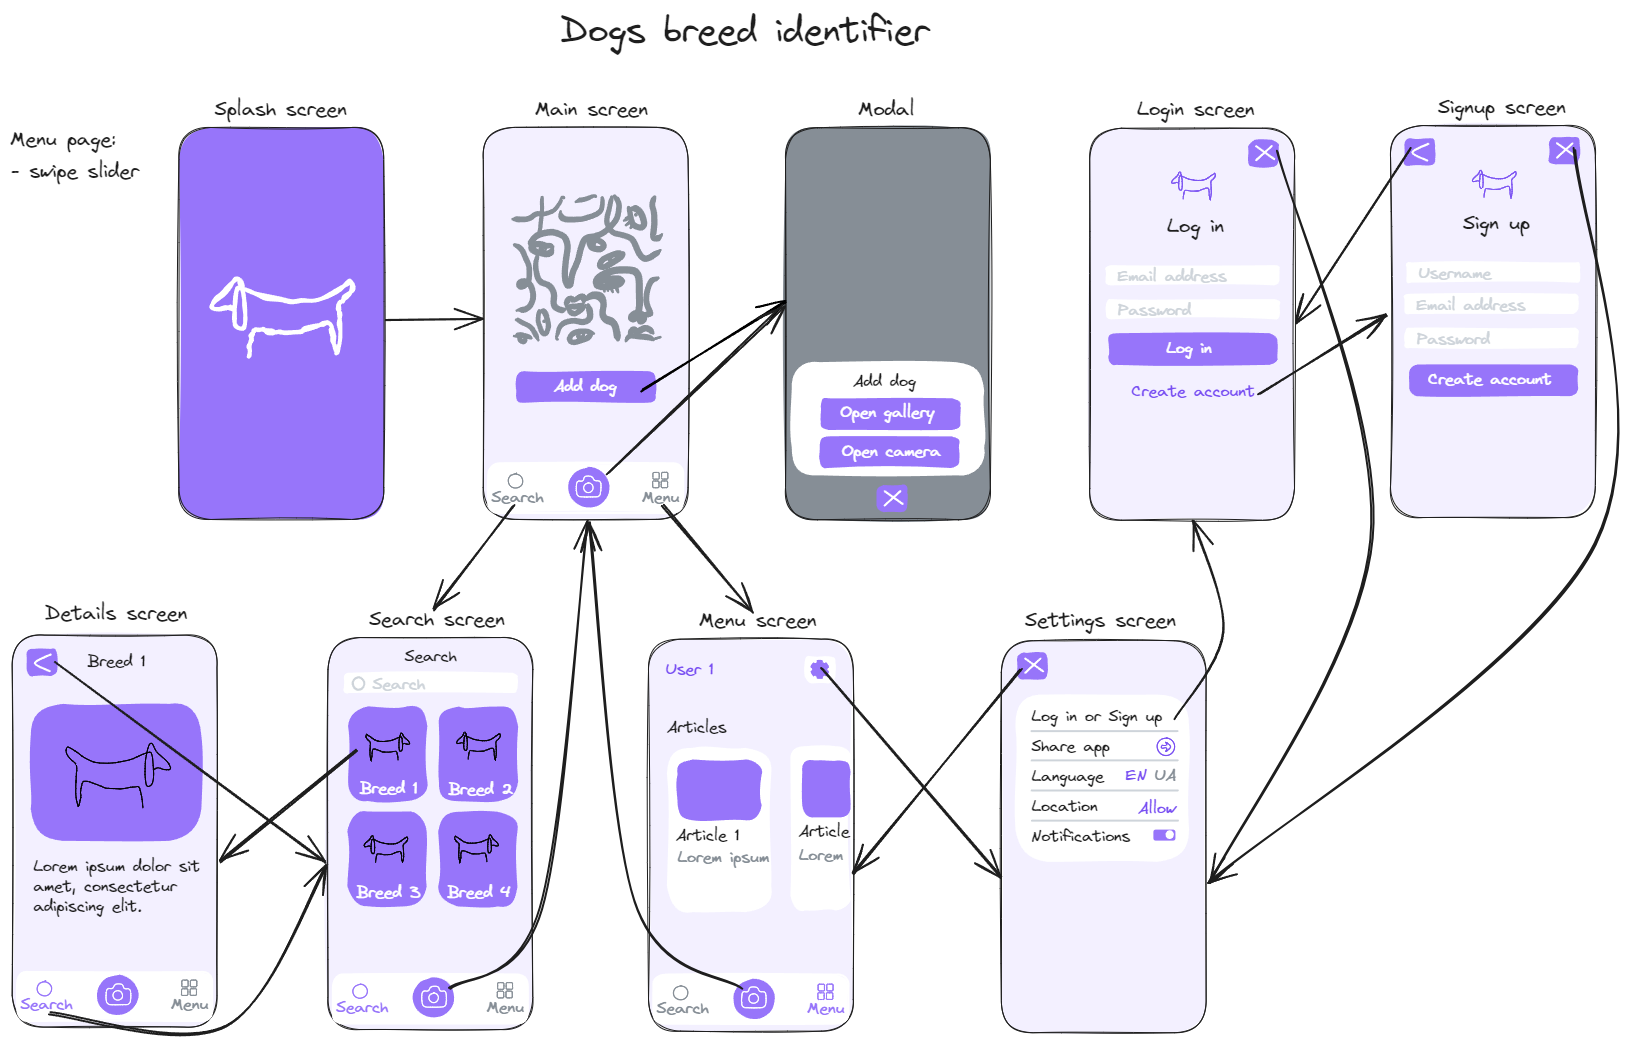 Dogs breed identifier
Menu page:
- swipe slider
Splash screen
Main screen
Add dog
Search
Menu
Modal
Add dog
Open gallery
Open camera
Login screen
Log in
Email address
Password
Log in
Create account
Signup screen
Sign up
Username
Email address
Password
Create account
Details screen
Breed 1
Lorem ipsum dolor sit
amet, consectetur
adipiscing elit.
Search
Menu
Search screen
Search
Search
Breed 1
Breed 2
Breed 3
Breed 4
Search
Menu
Menu screen
User 1
Articles
Article 1
Lorem ipsum
Article
Lorem
Search
Menu
Settings screen
Log in or Sign up
Share app
Language EN UA
Location Allow
Notifications